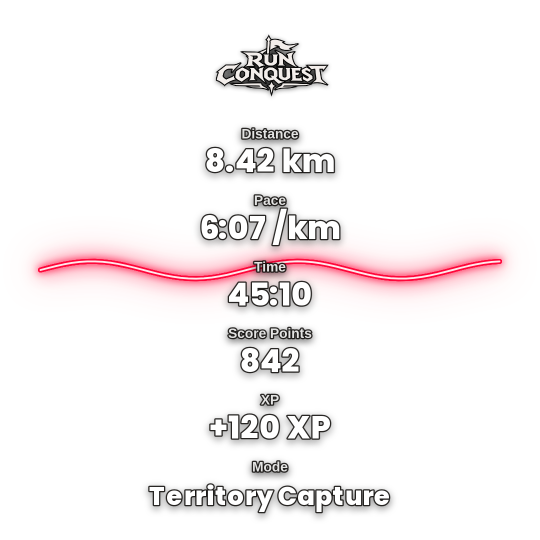 RUN
CONQUEST
Distance
8.42 km
Pace
6:07 /km
Time
45:10
Score Points
842
XP
+120 XP
Mode
Territory Capture